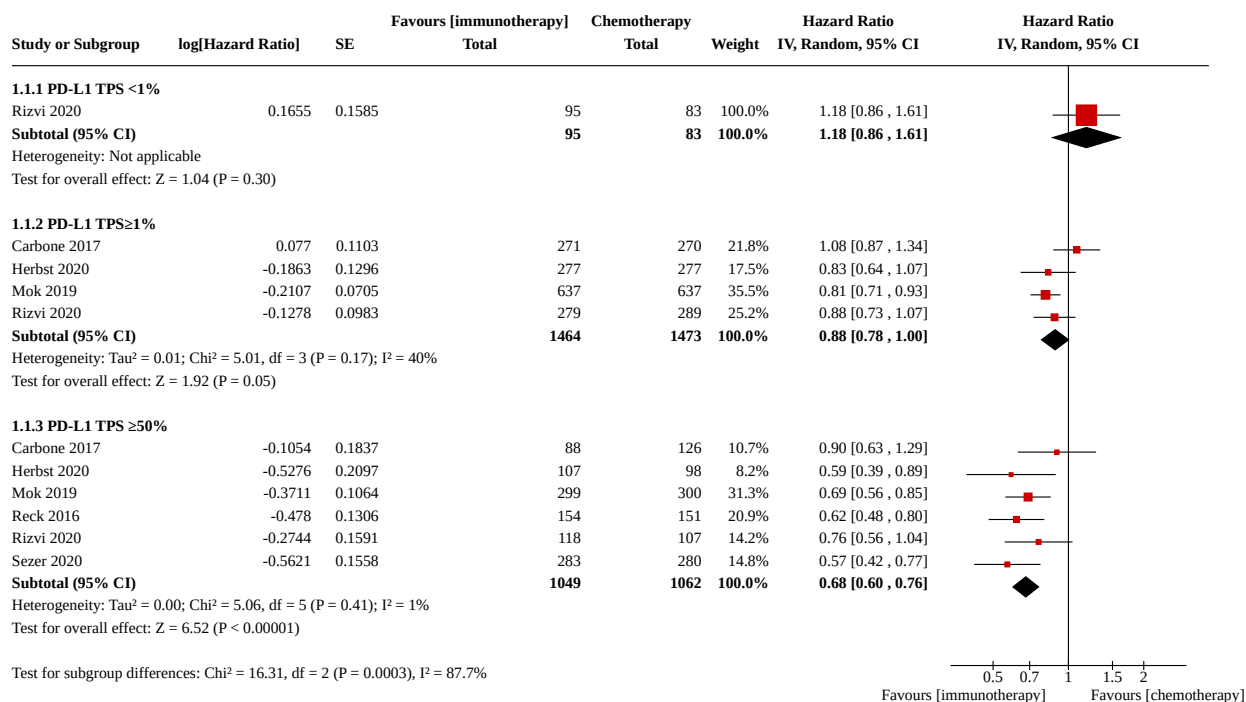 Favours [immunotherapy] Chemotherapy Hazard Ratio Hazard Ratio
Study or Subgroup log[Hazard Ratio] SE Total Total Weight IV, Random, 95% CI IV, Random, 95% CI
1.1.1 PD-L1 TPS <1%
Rizvi 2020 0.1655 0.1585 95 83 100.0% 1.18 [0.86 , 1.61]
Subtotal (95% CI) 95 83 100.0% 1.18 [0.86 , 1.61]
Heterogeneity: Not applicable
Test for overall effect: Z = 1.04 (P = 0.30)
1.1.2 PD-L1 TPS≥1%
Carbone 2017 0.077 0.1103 271 270 21.8% 1.08 [0.87 , 1.34]
Herbst 2020 -0.1863 0.1296 277 277 17.5% 0.83 [0.64 , 1.07]
Mok 2019 -0.2107 0.0705 637 637 35.5% 0.81 [0.71 , 0.93]
Rizvi 2020 -0.1278 0.0983 279 289 25.2% 0.88 [0.73 , 1.07]
Subtotal (95% CI) 1464 1473 100.0% 0.88 [0.78 , 1.00]
Heterogeneity: Tau² = 0.01; Chi² = 5.01, df = 3 (P = 0.17); I² = 40%
Test for overall effect: Z = 1.92 (P = 0.05)
1.1.3 PD-L1 TPS ≥50%
Carbone 2017 -0.1054 0.1837 88 126 10.7% 0.90 [0.63 , 1.29]
Herbst 2020 -0.5276 0.2097 107 98 8.2% 0.59 [0.39 , 0.89]
Mok 2019 -0.3711 0.1064 299 300 31.3% 0.69 [0.56 , 0.85]
Reck 2016 -0.478 0.1306 154 151 20.9% 0.62 [0.48 , 0.80]
Rizvi 2020 -0.2744 0.1591 118 107 14.2% 0.76 [0.56 , 1.04]
Sezer 2020 -0.5621 0.1558 283 280 14.8% 0.57 [0.42 , 0.77]
Subtotal (95% CI) 1049 1062 100.0% 0.68 [0.60 , 0.76]
Heterogeneity: Tau² = 0.00; Chi² = 5.06, df = 5 (P = 0.41); I² = 1%
Test for overall effect: Z = 6.52 (P < 0.00001)
Test for subgroup differences: Chi² = 16.31, df = 2 (P = 0.0003), I² = 87.7%
0.5 0.7 1 1.5 2
Favours [immunotherapy] Favours [chemotherapy]